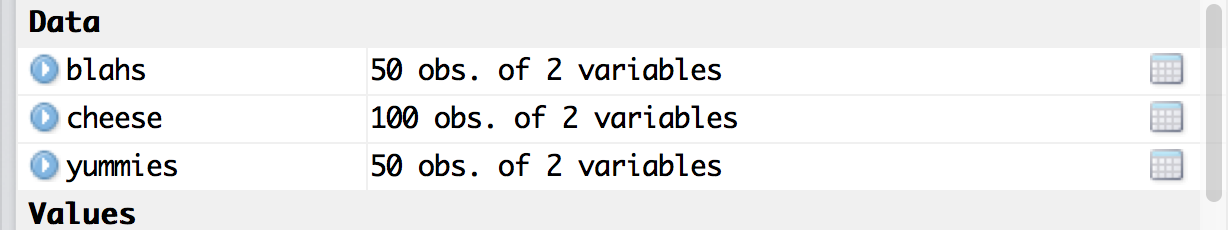 Data
blahs 50 obs. of 2 variables
cheese 100 obs. of 2 variables
yummies 50 obs. of 2 variables
Values